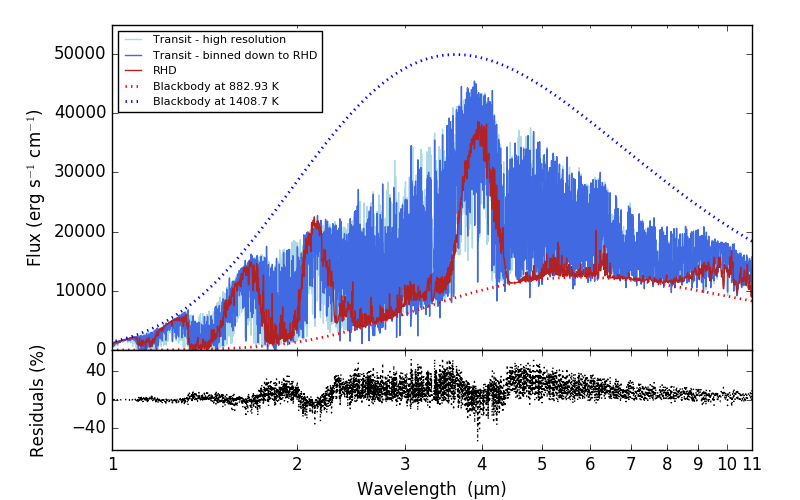 Transit - high resolution
Transit - binned down to RHD
RHD
Blackbody at 882.93 K
Blackbody at 1408.7 K
Flux (erg s⁻¹ cm⁻¹)
50000
40000
30000
20000
10000
0
Residuals (%)
40
0
−40
1 2 3 4 5 6 7 8 9 10 11
Wavelength (μm)